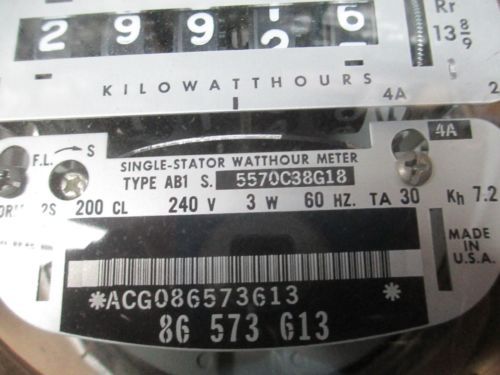 2 9 9 2 6
Rr
13 8/9
KILOWATTHOURS
4A
2
F.L. → S
4A
SINGLE-STATOR WATTHOUR METER
TYPE AB1 S. 5570C38G18
2S 200 CL 240 V 3 W 60 HZ. TA 30 Kh 7.2
MADE IN
U.S.A.
*ACG086573613 *
86 573 613